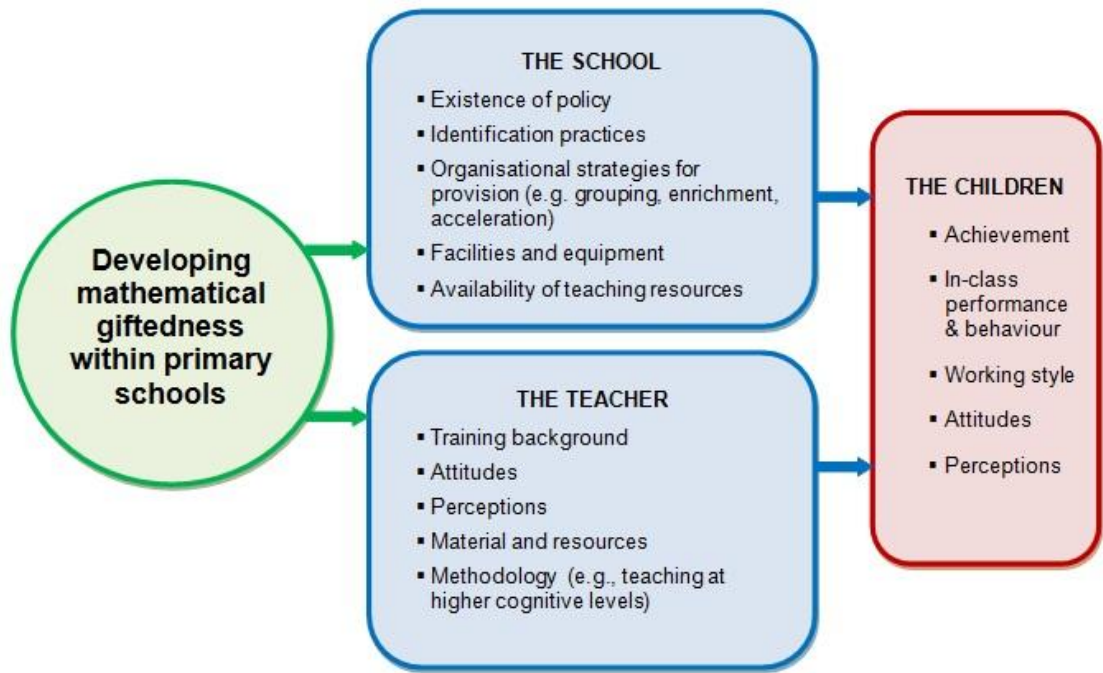 Developing
mathematical
giftedness
within primary
schools
THE SCHOOL
▪ Existence of policy
▪ Identification practices
▪ Organisational strategies for
provision (e.g. grouping, enrichment,
acceleration)
▪ Facilities and equipment
▪ Availability of teaching resources
THE TEACHER
▪ Training background
▪ Attitudes
▪ Perceptions
▪ Material and resources
▪ Methodology (e.g., teaching at
higher cognitive levels)
THE CHILDREN
▪ Achievement
▪ In-class
performance
& behaviour
▪ Working style
▪ Attitudes
▪ Perceptions